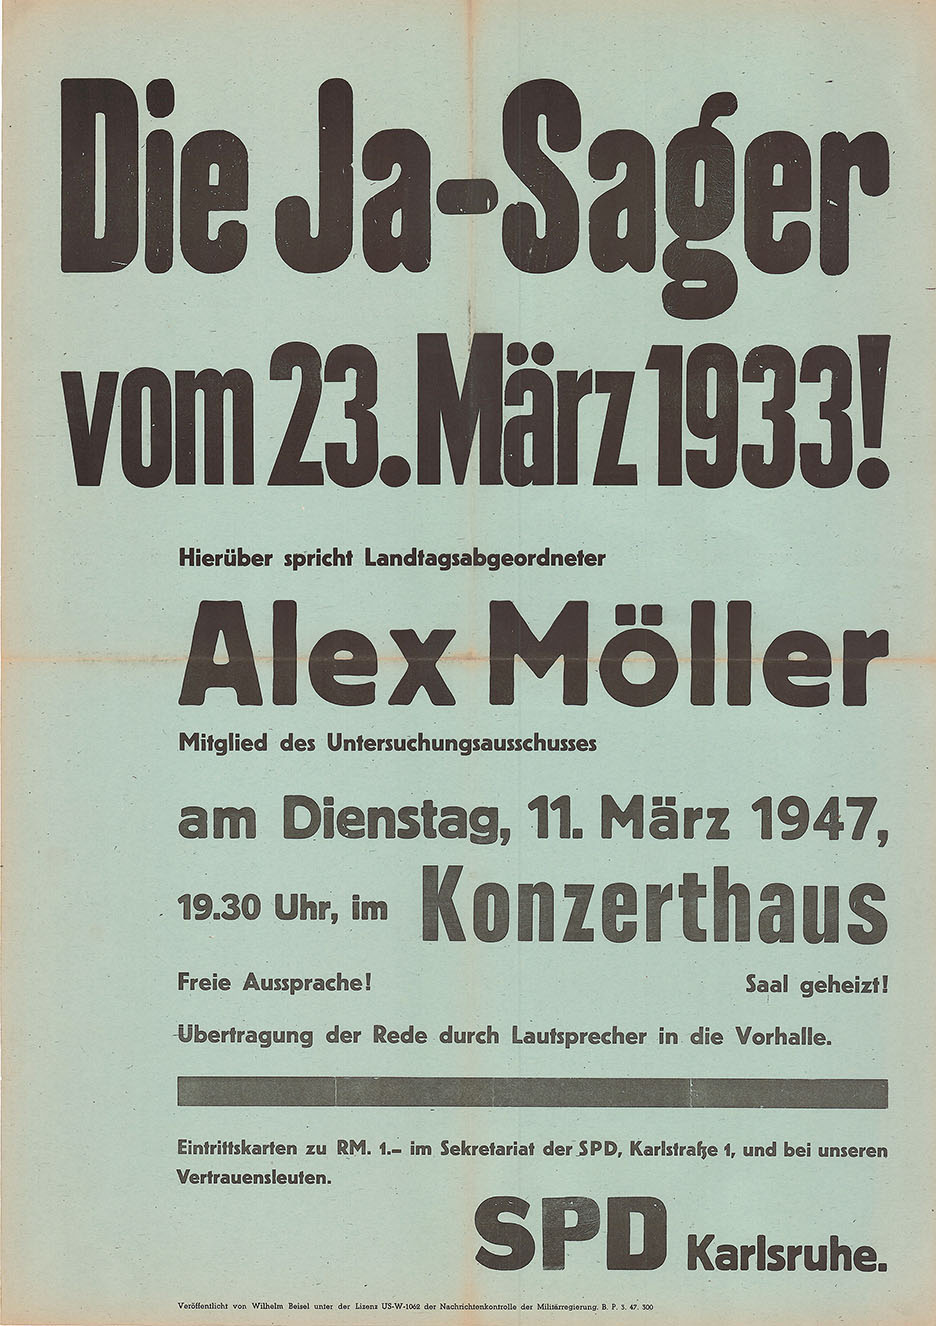 Die Ja-Sager
vom 23. März 1933!
Hierüber spricht Landtagsabgeordneter
Alex Möller
Mitglied des Untersuchungsausschusses
am Dienstag, 11. März 1947,
19.30 Uhr, im Konzerthaus
Freie Aussprache! Saal geheizt!
Übertragung der Rede durch Lautsprecher in die Vorhalle.
Eintrittskarten zu RM. 1.– im Sekretariat der SPD, Karlstraße 1, und bei unseren
Vertrauensleuten.
SPD Karlsruhe.
Veröffentlicht von Wilhelm Beisel unter der Lizenz US-W-1062 der Nachrichtenkontrolle der Militärregierung. B. P. 3. 47. 300